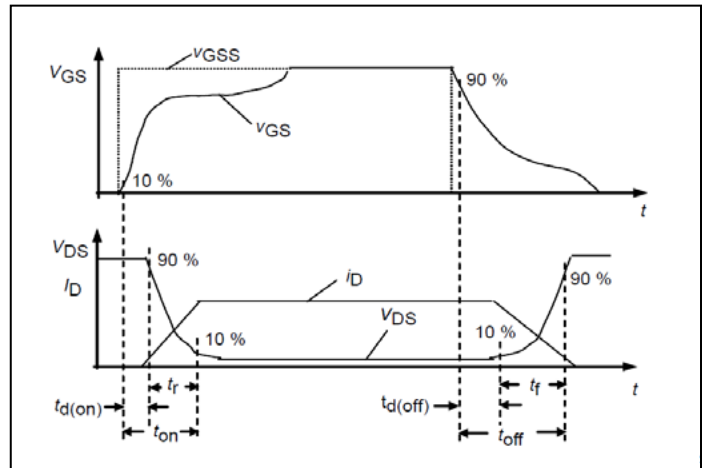 VGSS
VGS
90 %
VGS
10 %
t
VDS
ID
90 %
iD
VDS
90 %
10 %
10 %
tr
tf
t
td(on)
td(off)
ton
toff